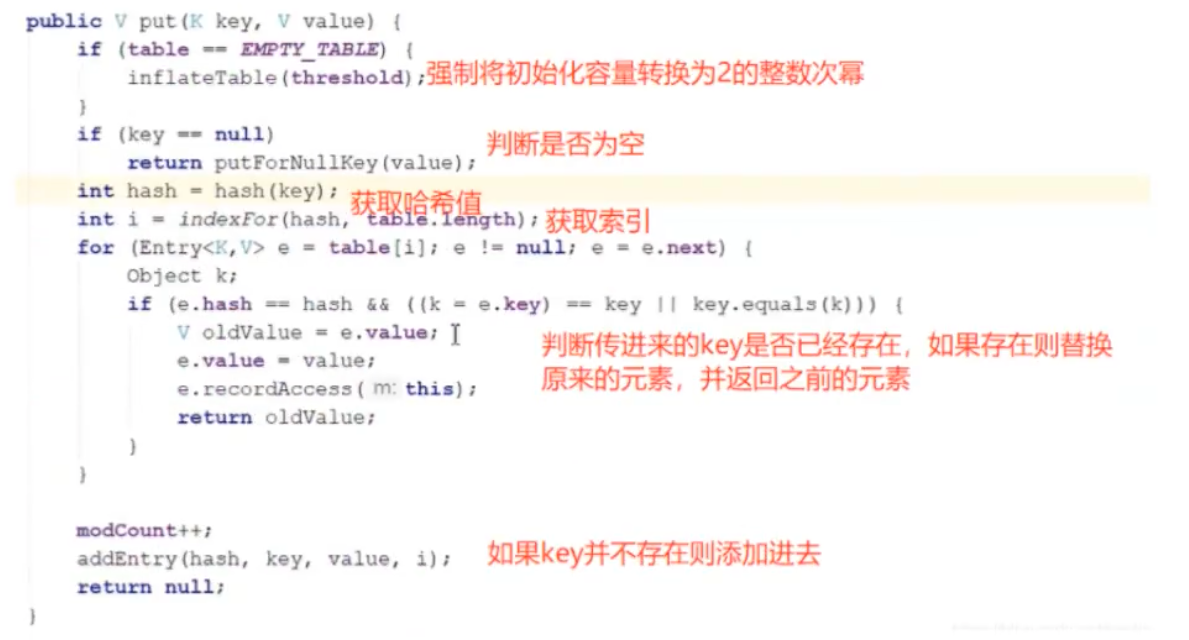 public V put(K key, V value) {
if (table == EMPTY_TABLE) {
inflateTable(threshold);强制将初始化容量转换为2的整数次幂
}
if (key == null)
判断是否为空
return putForNullKey(value);
int hash = hash(key);
获取哈希值
int i = indexFor(hash, table.length);获取索引
for (Entry<K,V> e = table[i]; e != null; e = e.next) {
Object k;
if (e.hash == hash && ((k = e.key) == key || key.equals(k))) {
V oldValue = e.value;
判断传进来的key是否已经存在，如果存在则替换
e.value = value;
原来的元素，并返回之前的元素
e.recordAccess( m: this);
return oldValue;
}
}
modCount++;
addEntry(hash, key, value, i);
如果key并不存在则添加进去
return null;
}